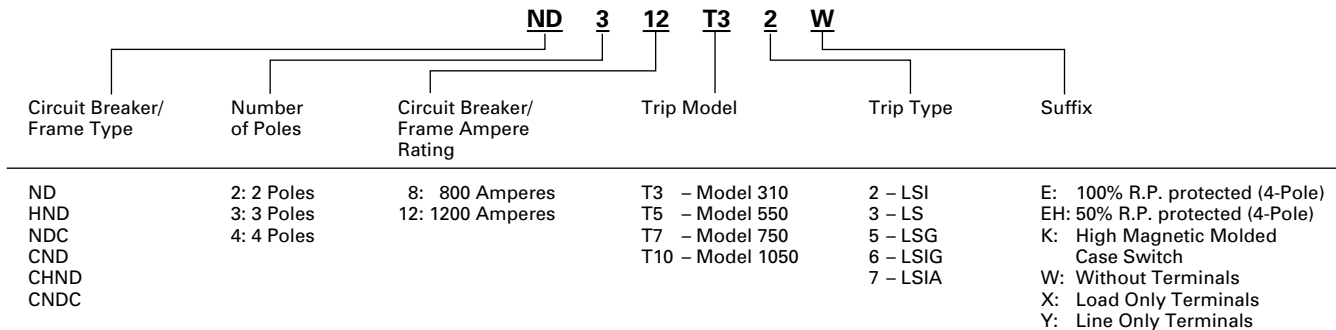 ND 3 12 T3 2 W
Circuit Breaker/ Number Circuit Breaker/ Trip Model Trip Type Suffix
Frame Type of Poles Frame Ampere
Rating
ND 2: 2 Poles 8: 800 Amperes T3 – Model 310 2 – LSI E: 100% R.P. protected (4-Pole)
HND 3: 3 Poles 12: 1200 Amperes T5 – Model 550 3 – LS EH: 50% R.P. protected (4-Pole)
NDC 4: 4 Poles T7 – Model 750 5 – LSG K: High Magnetic Molded
CND T10 – Model 1050 6 – LSIG Case Switch
CHND 7 – LSIA W: Without Terminals
CNDC X: Load Only Terminals
Y: Line Only Terminals